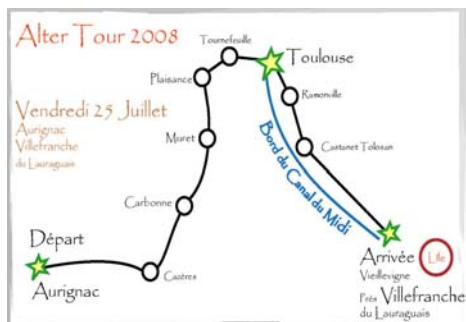 Alter Tour 2008
Vendredi 25 Juillet
Aurignac
Villefranche
du Lauraguais
Tournefeuille
Toulouse
Plaisance
Ramonville
Muret
Castanet Tolosan
Bord du Canal du Midi
Carbonne
Départ
Aurignac
Cazères
Arrivée
Vieillevigne
Près Villefranche
du Lauraguais